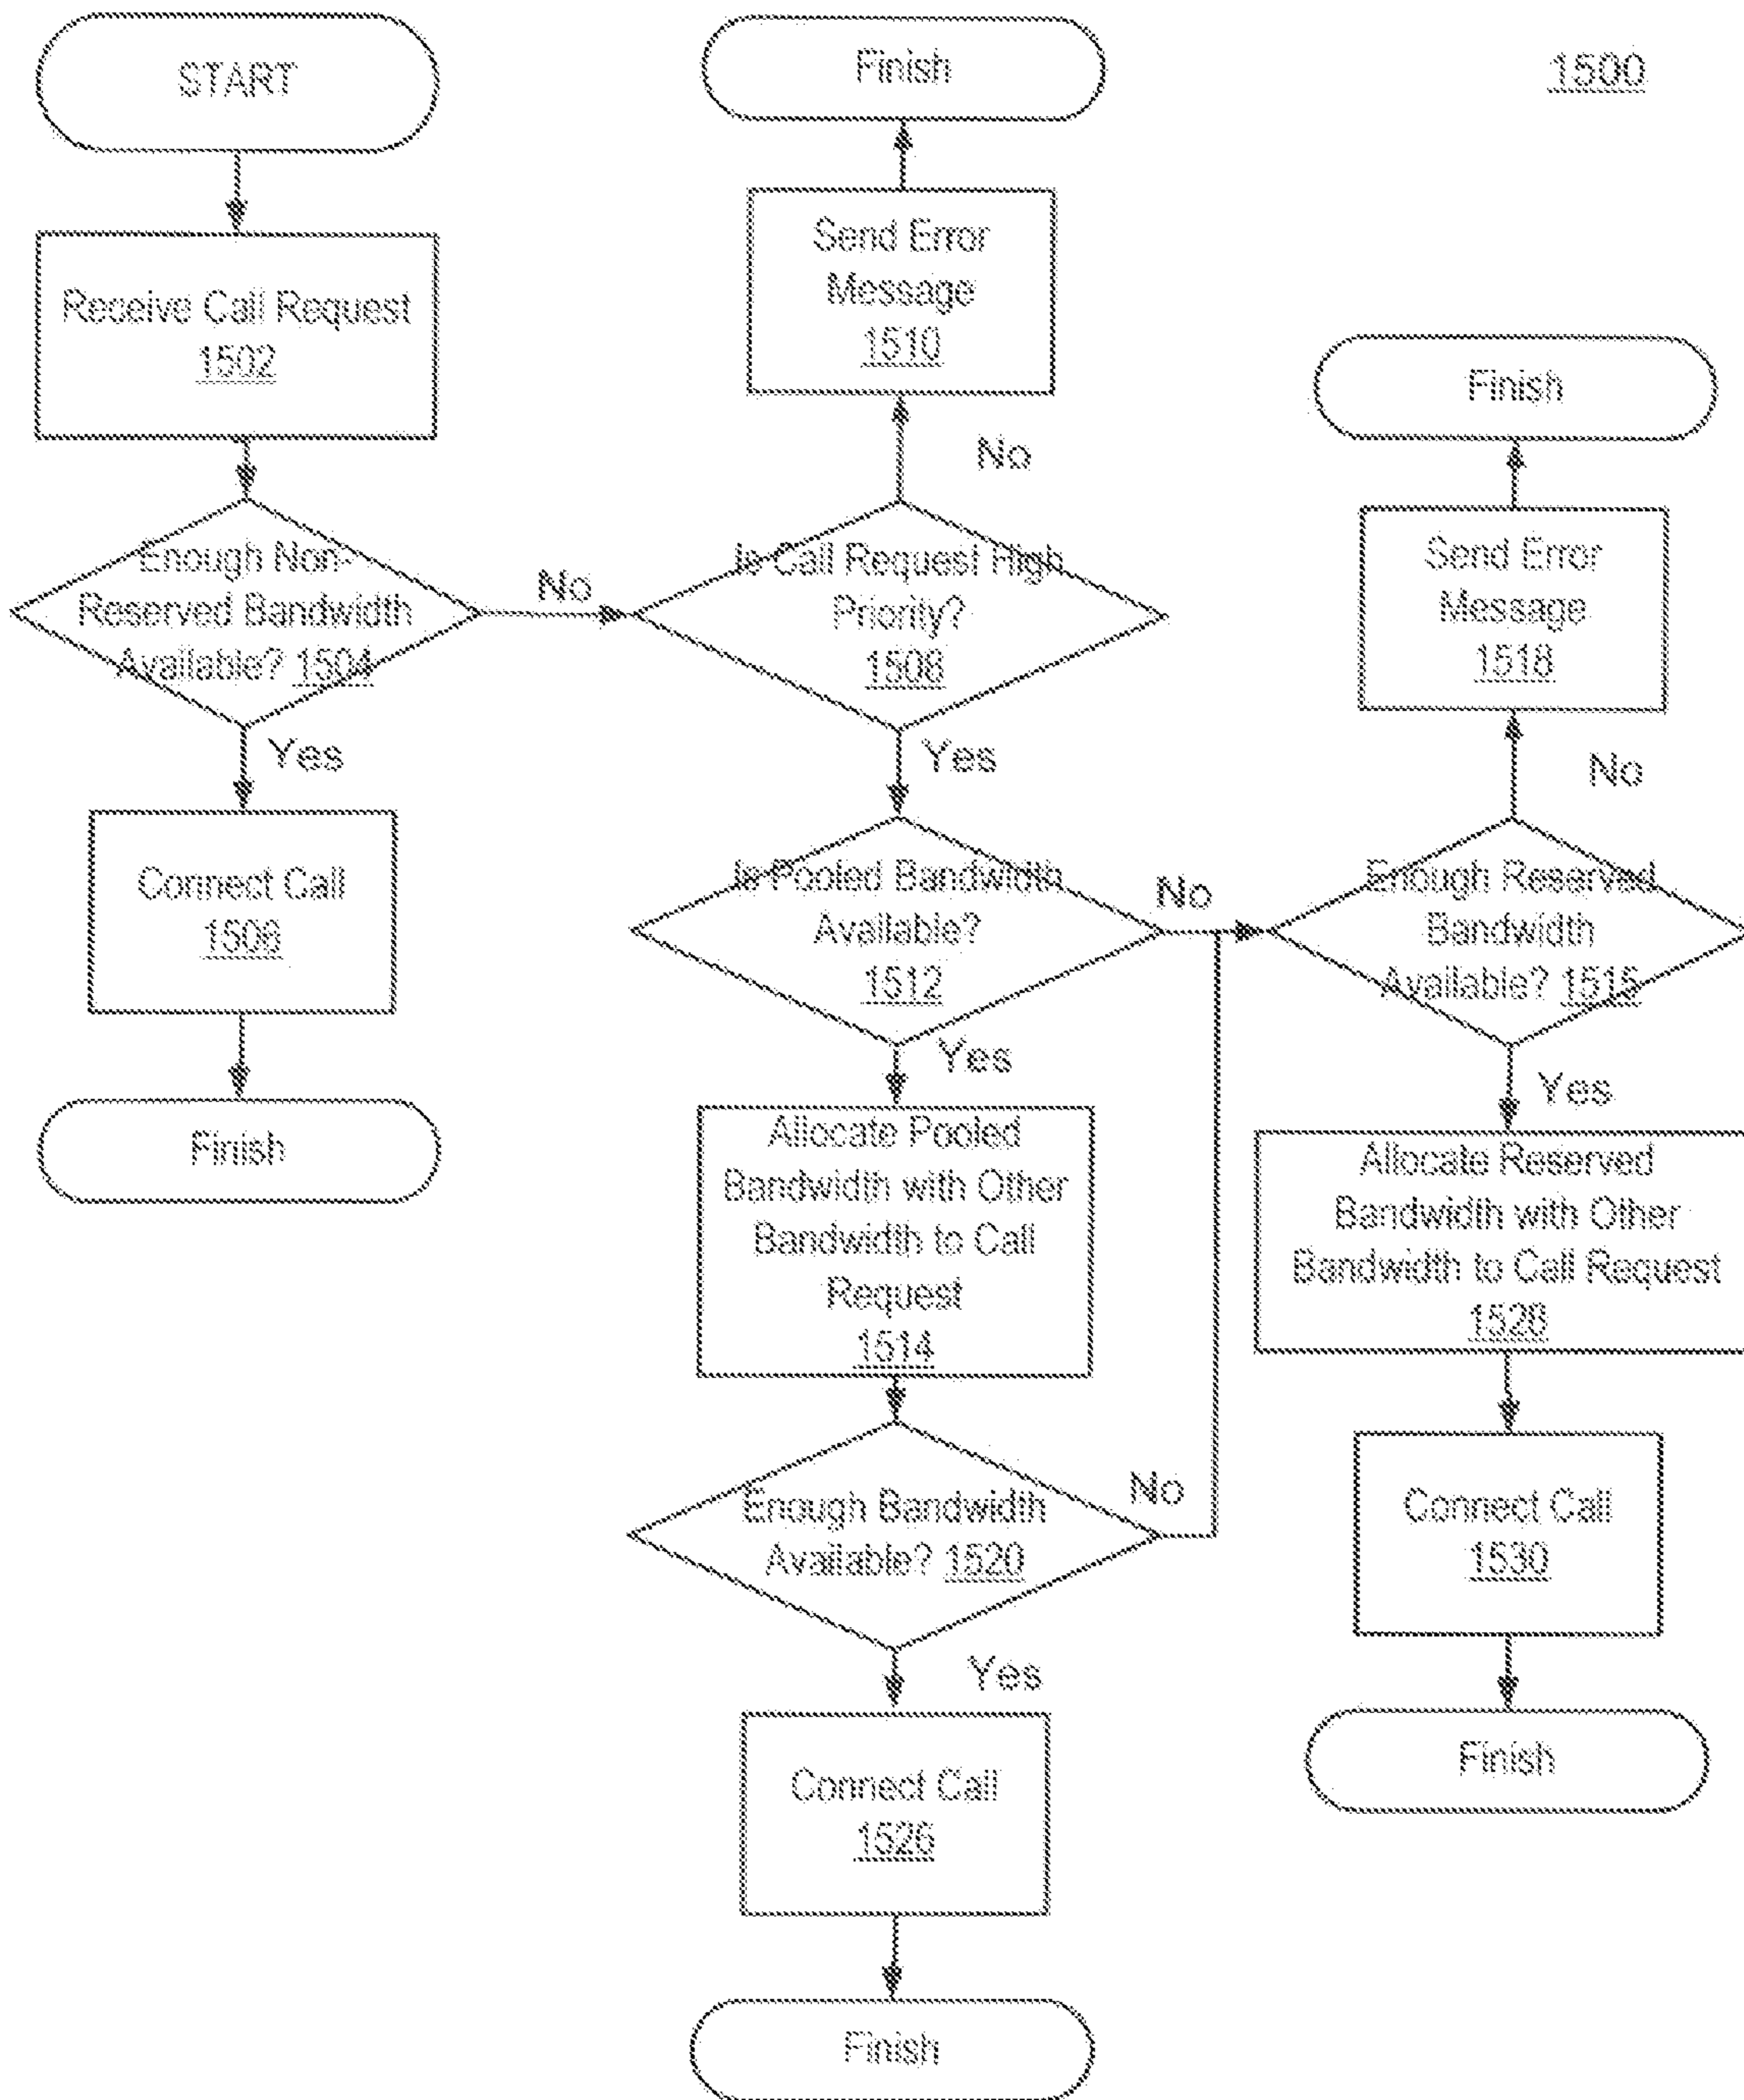 1500
START
Receive Call Request
1502
Enough Non-
Reserved Bandwidth
Available? 1504
No
Yes
Connect Call
1506
Finish
Finish
Send Error
Message
1510
No
Is Call Request High
Priority?
1508
Yes
Is Pooled Bandwidth
Available?
1512
No
Yes
Allocate Pooled
Bandwidth with Other
Bandwidth to Call
Request
1514
Enough Bandwidth
Available? 1520
No
Yes
Connect Call
1526
Finish
Finish
Send Error
Message
1518
No
Enough Reserved
Bandwidth
Available? 1515
Yes
Allocate Reserved
Bandwidth with Other
Bandwidth to Call Request
1528
Connect Call
1530
Finish